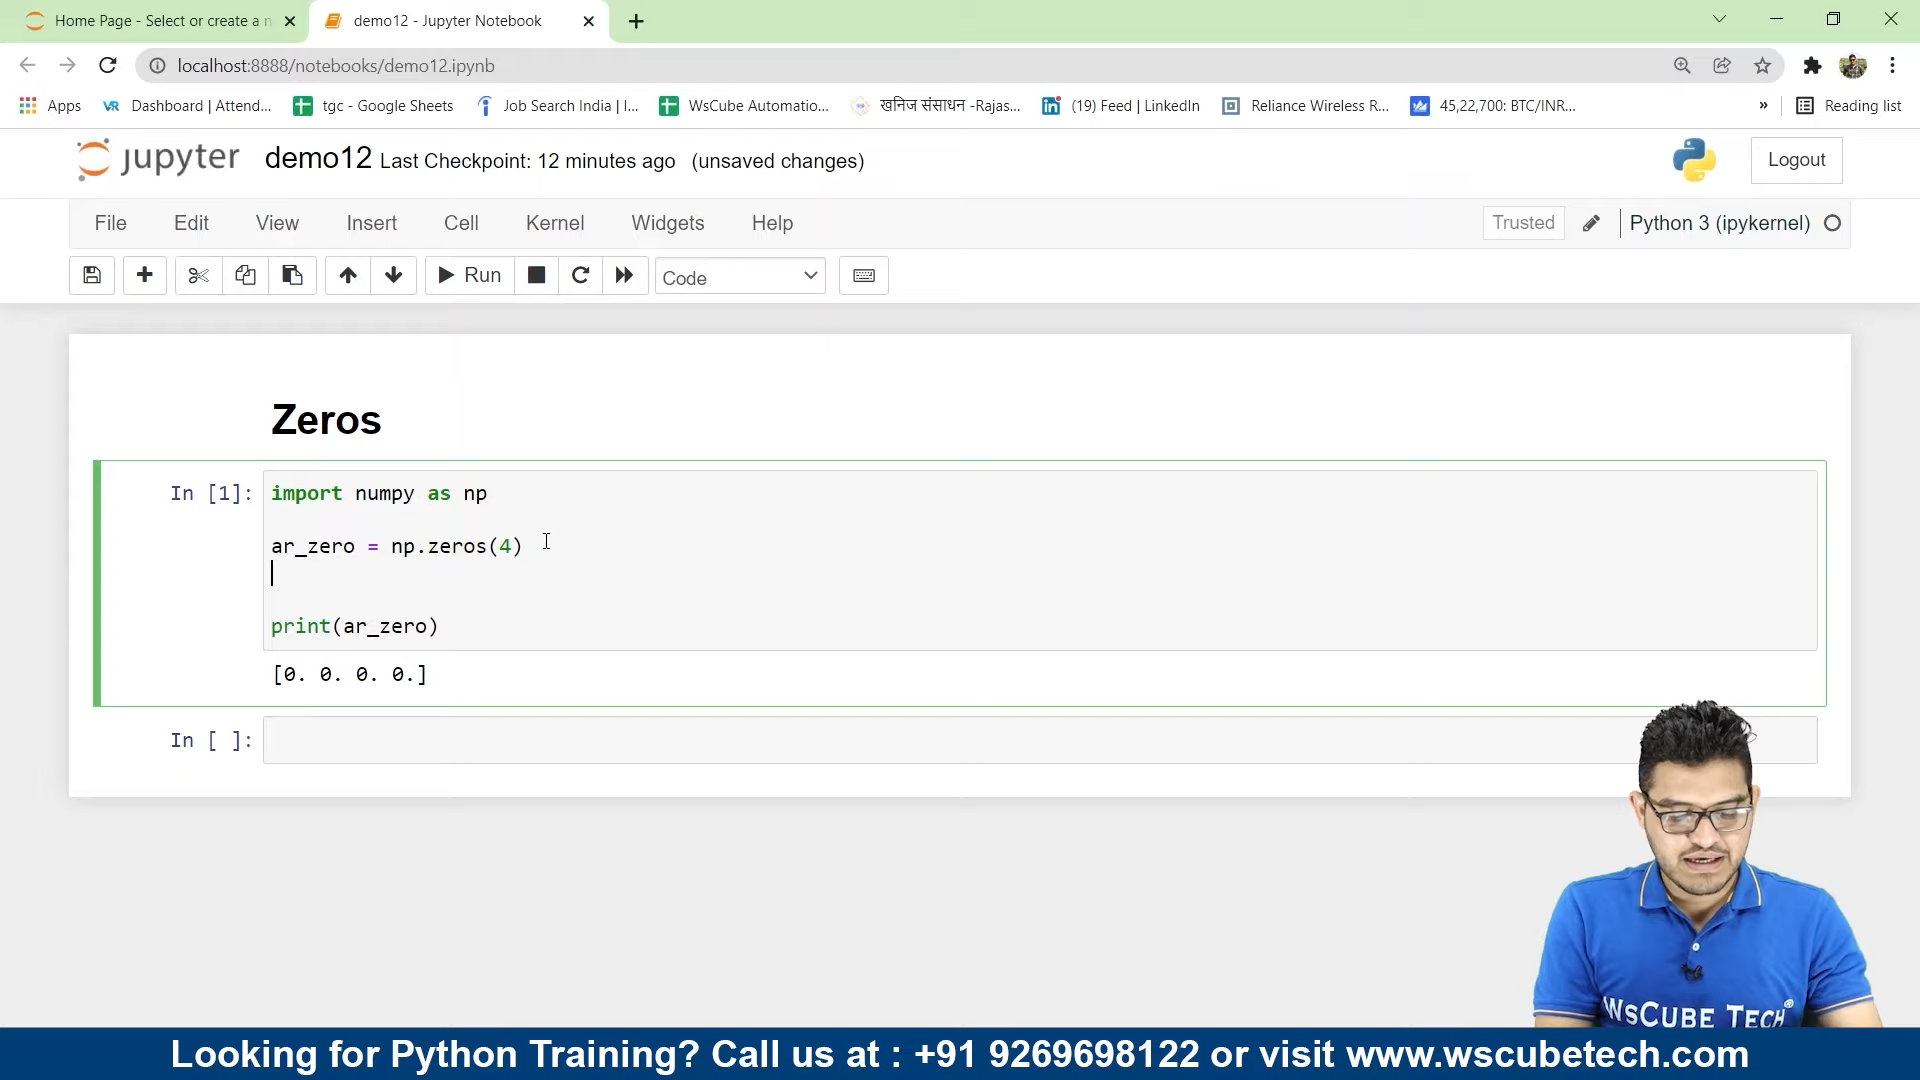 Home Page - Select or create a n
demo12 - Jupyter Notebook
localhost:8888/notebooks/demo12.ipynb
Apps
VR Dashboard | Attend...
tgc - Google Sheets
Job Search India | I...
WsCube Automatio...
खनिज संसाधन -Rajas...
(19) Feed | LinkedIn
Reliance Wireless R...
45,22,700: BTC/INR...
»
Reading list
jupyter demo12 Last Checkpoint: 12 minutes ago (unsaved changes)
Logout
File Edit View Insert Cell Kernel Widgets Help
Trusted
Python 3 (ipykernel)
Run
Code
Zeros
In [1]: import numpy as np
ar_zero = np.zeros(4)
print(ar_zero)
[0. 0. 0. 0.]
In [ ]:
WSCUBE TECH®
Looking for Python Training? Call us at : +91 9269698122 or visit www.wscubetech.com